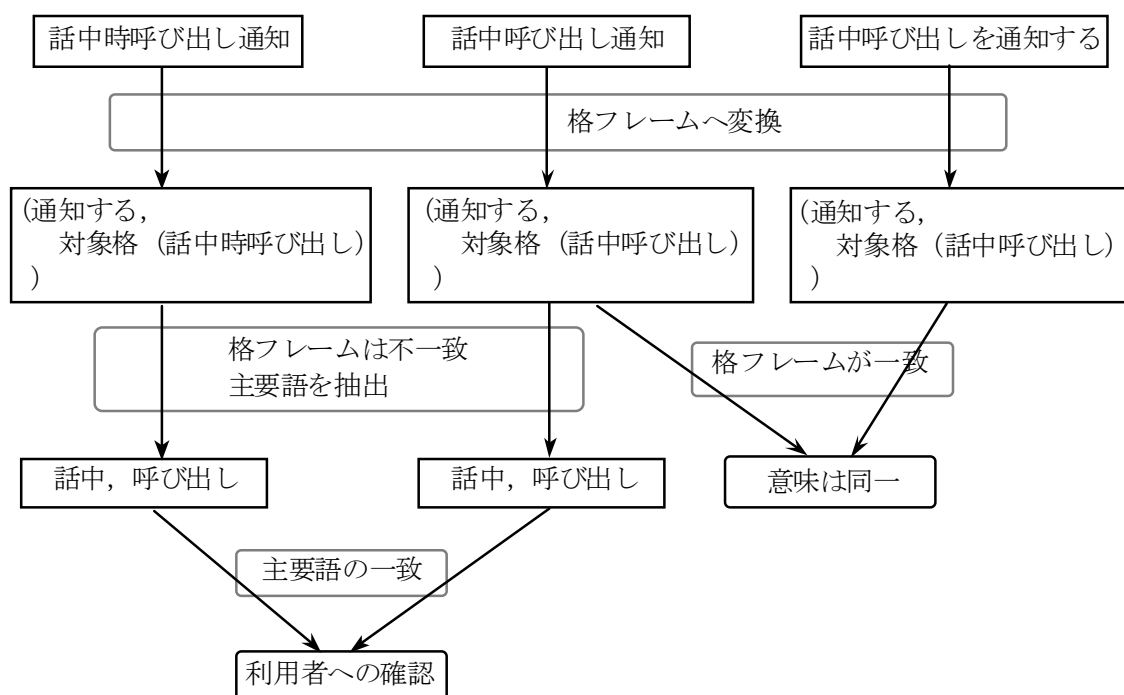 話中時呼び出し通知
話中呼び出し通知
話中呼び出しを通知する
格フレームへ変換
(通知する,
対象格（話中時呼び出し）
)
(通知する,
対象格（話中呼び出し）
)
(通知する,
対象格（話中呼び出し）
)
格フレームは不一致
主要語を抽出
格フレームが一致
話中，呼び出し
話中，呼び出し
意味は同一
主要語の一致
利用者への確認